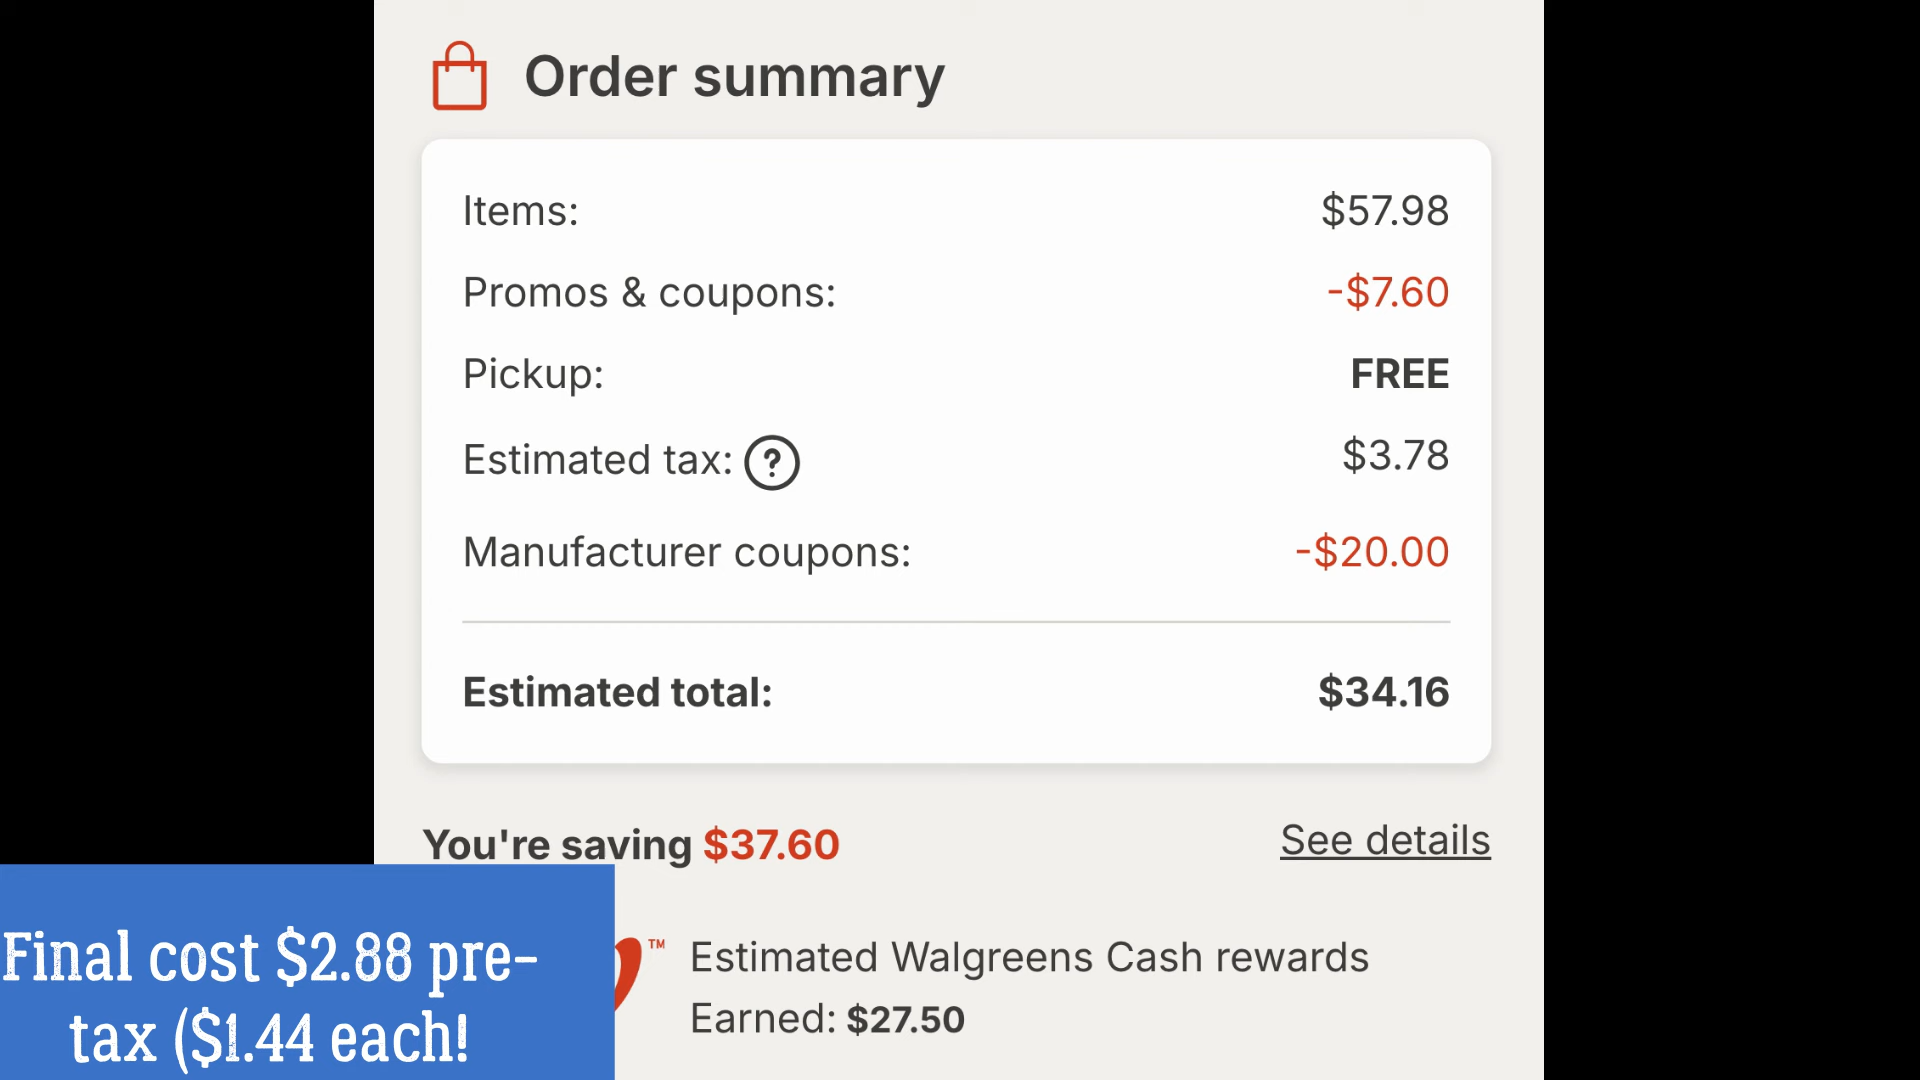 Order summary
Items: $57.98
Promos & coupons: -$7.60
Pickup: FREE
Estimated tax: ? $3.78
Manufacturer coupons: -$20.00
Estimated total: $34.16
You're saving $37.60 See details
Final cost $2.88 pre-
tax ($1.44 each!
™
Estimated Walgreens Cash rewards
Earned: $27.50